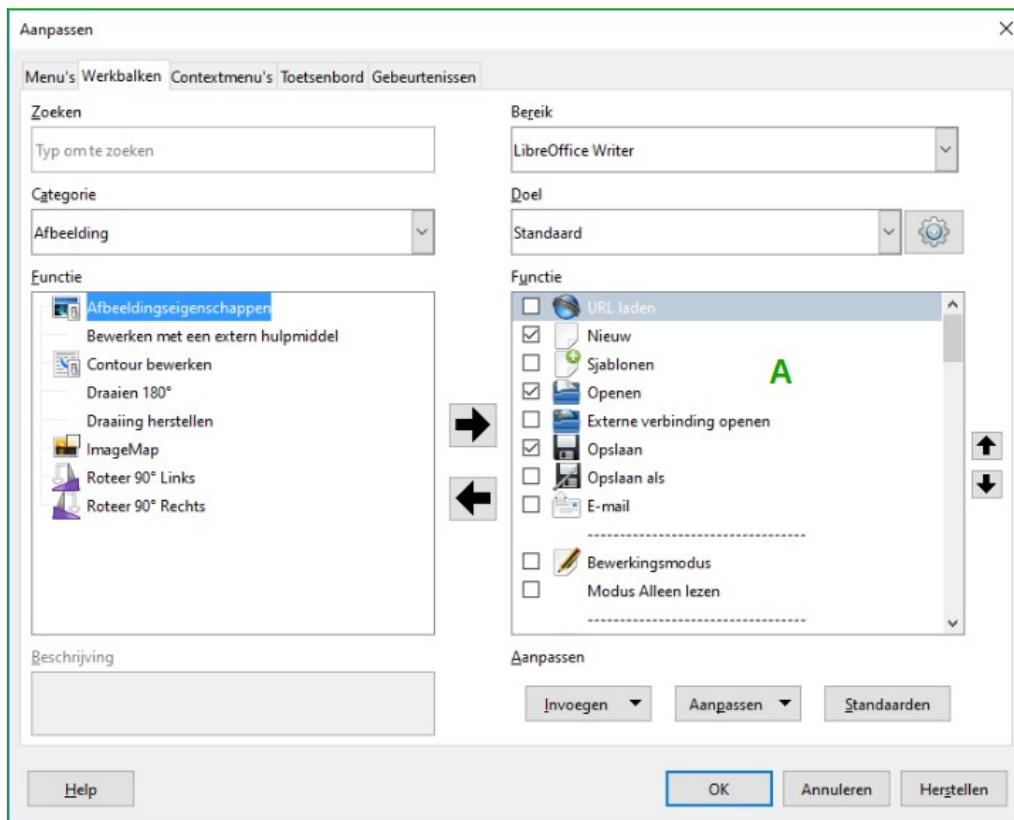 Aanpassen
Menu's Werkbalken Contextmenu's Toetsenbord Gebeurtenissen
Zoeken
Typ om te zoeken
Categorie
Afbeelding
Functie
Afbeeldingseigenschappen
Bewerken met een extern hulpmiddel
Contour bewerken
Draaien 180°
Draaiing herstellen
ImageMap
Roteer 90° Links
Roteer 90° Rechts
Beschrijving
Bereik
LibreOffice Writer
Doel
Standaard
Functie
URL laden
Nieuw
Sjablonen
A
Openen
Externe verbinding openen
Opslaan
Opslaan als
E-mail
----------------------------------
Bewerkingsmodus
Modus Alleen lezen
----------------------------------
Aanpassen
Invoegen Aanpassen Standaarden
Help OK Annuleren Herstellen